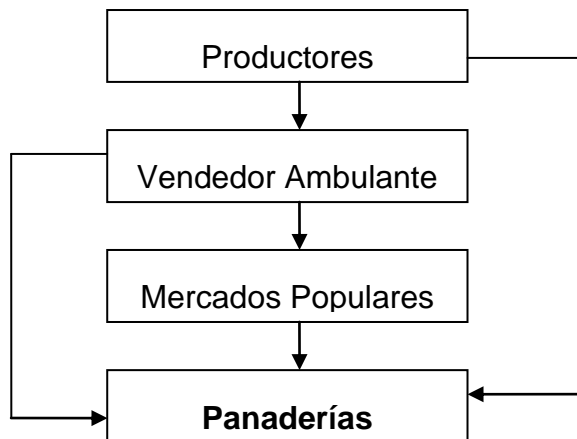 Productores
Vendedor Ambulante
Mercados Populares
Panaderías